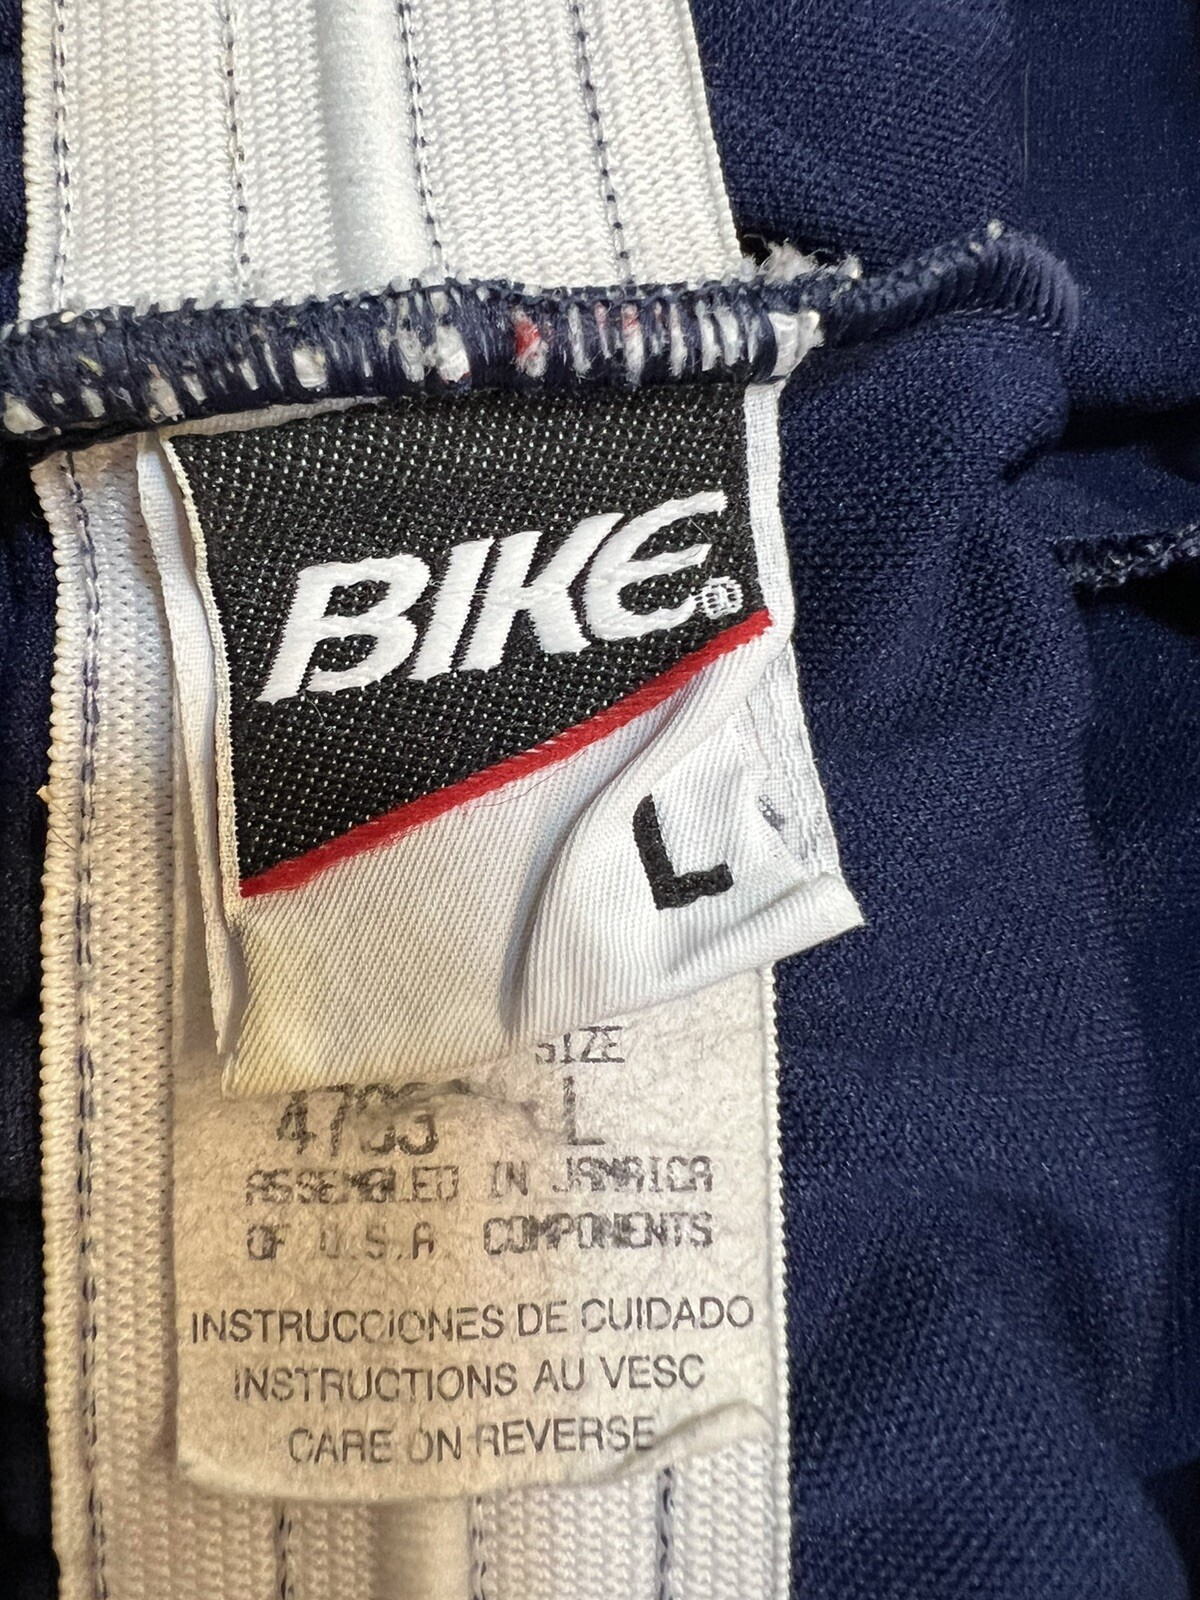 BIKE®
L
SIZE
L
ASSEMBLED IN JAMAICA
OF U.S.A. COMPONENTS
INSTRUCCIONES DE CUIDADO
INSTRUCTIONS AU VESC
CARE ON REVERSE